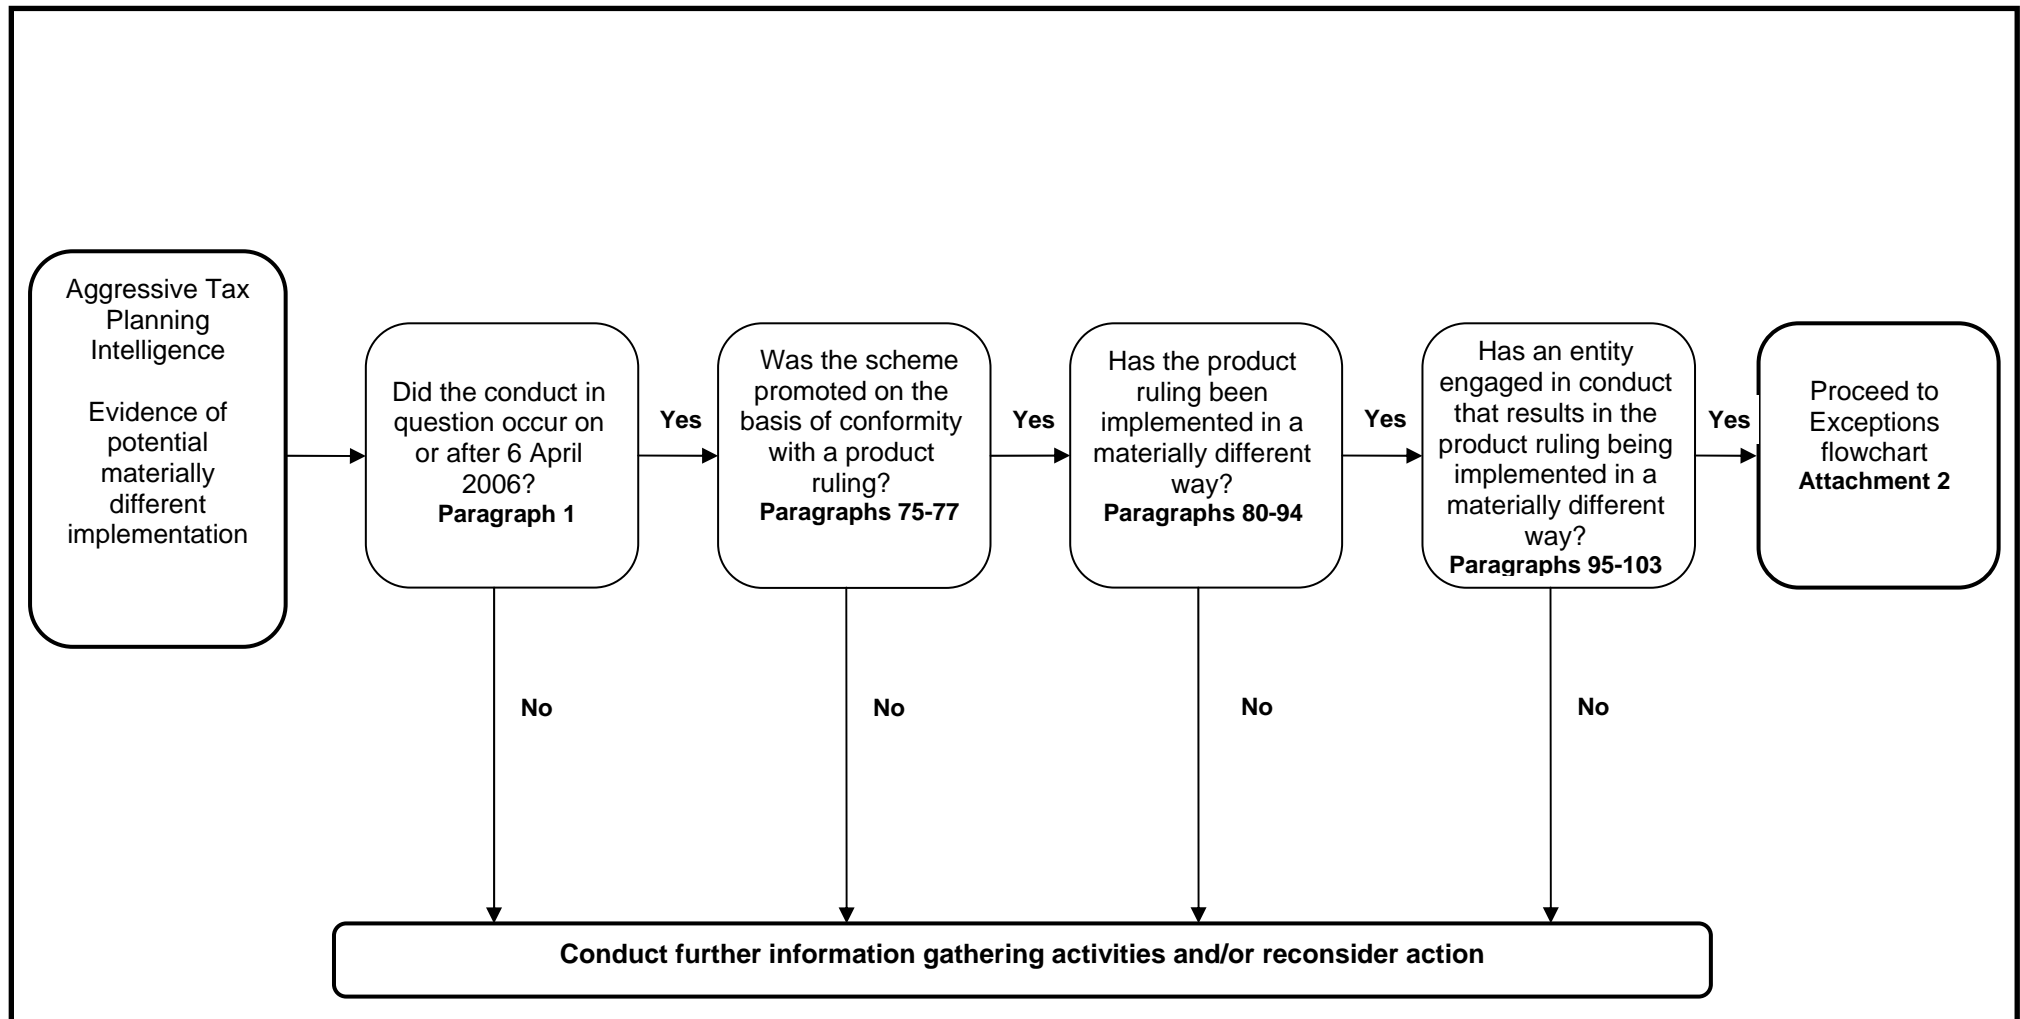 Aggressive Tax
Planning
Intelligence
Evidence of
potential
materially
different
implementation
Did the conduct in
question occur on
or after 6 April
2006?
Paragraph 1
Yes
Was the scheme
promoted on the
basis of conformity
with a product
ruling?
Paragraphs 75-77
Yes
Has the product
ruling been
implemented in a
materially different
way?
Paragraphs 80-94
Yes
Has an entity
engaged in conduct
that results in the
product ruling being
implemented in a
materially different
way?
Paragraphs 95-103
Yes
Proceed to
Exceptions
flowchart
Attachment 2
No
No
No
No
Conduct further information gathering activities and/or reconsider action